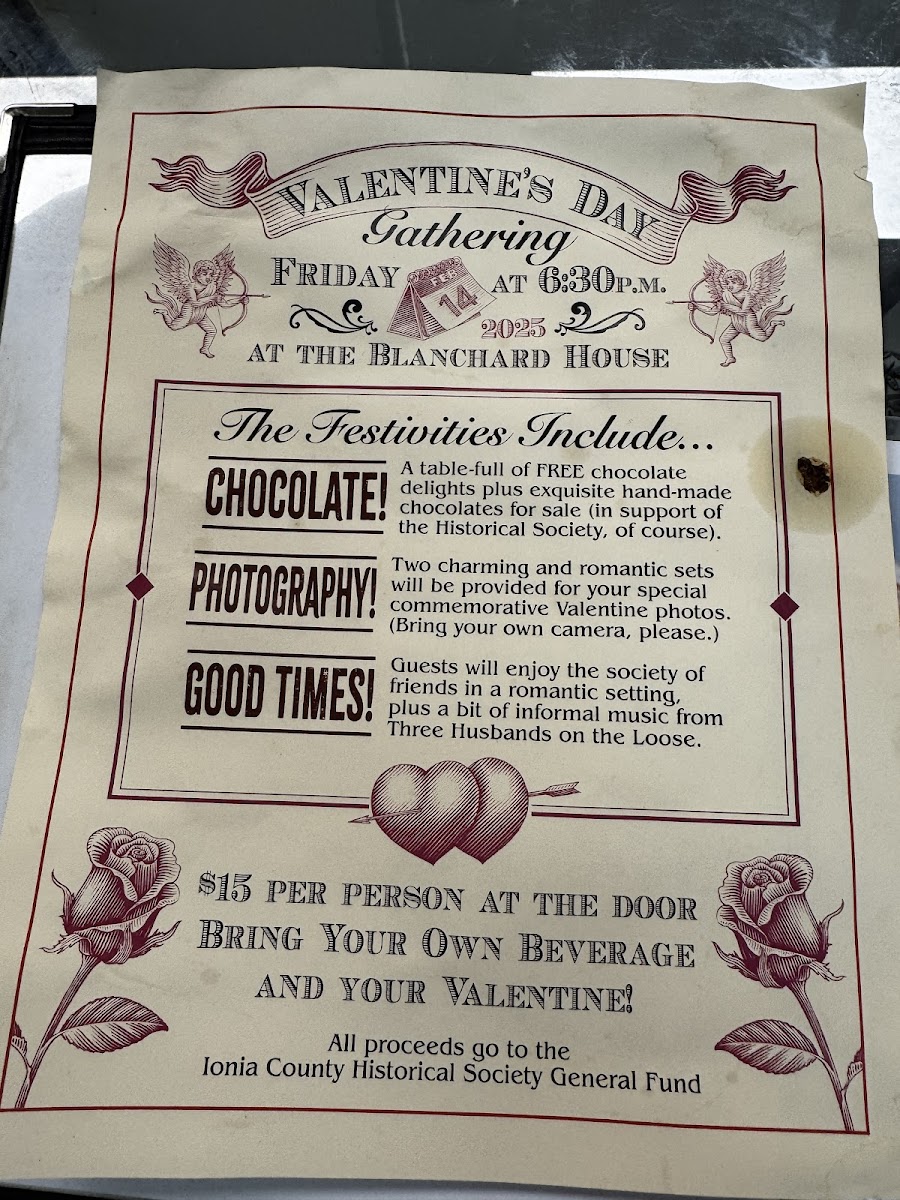 VALENTINE'S DAY
Gathering
FRIDAY FEB 14 AT 6:30P.M.
2025
AT THE BLANCHARD HOUSE
The Festivities Include...
CHOCOLATE!
A table-full of FREE chocolate
delights plus exquisite hand-made
chocolates for sale (in support of
the Historical Society, of course).
PHOTOGRAPHY!
Two charming and romantic sets
will be provided for your special
commemorative Valentine photos.
(Bring your own camera, please.)
GOOD TIMES!
Guests will enjoy the society of
friends in a romantic setting,
plus a bit of informal music from
Three Husbands on the Loose.
$15 PER PERSON AT THE DOOR
BRING YOUR OWN BEVERAGE
AND YOUR VALENTINE!
All proceeds go to the
Ionia County Historical Society General Fund